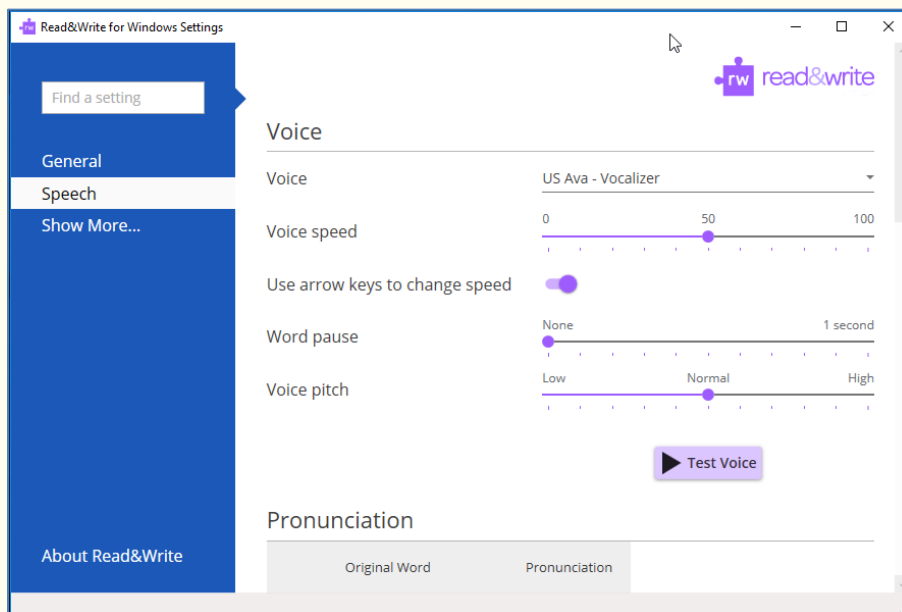 Read&Write for Windows Settings
rw read&write
Find a setting
General
Speech
Show More...
About Read&Write
Voice
Voice US Ava - Vocalizer
Voice speed 0 50 100
Use arrow keys to change speed
Word pause None 1 second
Voice pitch Low Normal High
Test Voice
Pronunciation
Original Word Pronunciation